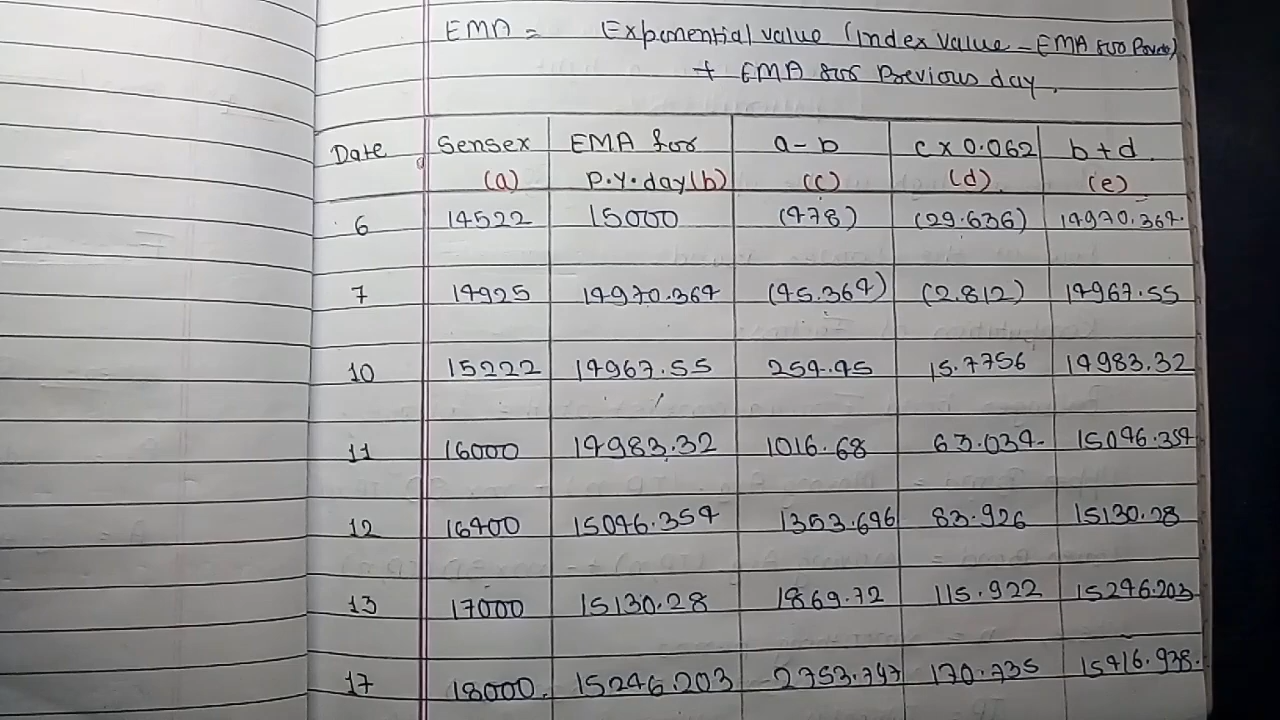 EMA = Exponential value (Index value - EMA for Previous)
+ EMA for Previous day.
Date Sensex EMA for a-b c x 0.062 b+d.
(a) P.Y. day (b) (c) (d) (e)
6 14522 15000 (478) (29.636) 14970.364.
7 14925 14970.364 (45.364) (2.812) 14967.55
10 15222 14967.55 254.45 15.7756 14983.32
11 16000 14983.32 1016.68 63.034 15046.354
12 16400 15046.354 1353.646 83.926 15130.28
13 17000 15130.28 1869.72 115.922 15246.203
17 18000. 15246.203 2753.747 170.735 15416.938.